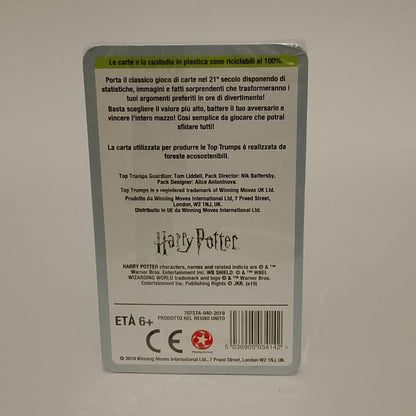 Le carte e la custodia in plastica sono riciclabili al 100%.
Porta il classico gioco di carte nel 21° secolo disponendo di
statistiche, immagini e fatti sorprendenti che trasformeranno i
tuoi argomenti preferiti in ore di divertimento!
Basta scegliere il valore più alto, battere il tuo avversario e
vincere l'intero mazzo! Così semplice da giocare che potrai
sfidare tutti!
La carta utilizzata per produrre le Top Trumps è realizzata da
foreste ecosostenibili.
Top Trumps Guardian: Tom Liddell, Pack Director: Nik Battersby,
Pack Designer: Alice Antoninova.
Top Trumps is a registered trademark of Winning Moves UK Ltd.
Prodotto da Winning Moves International Ltd, 7 Praed Street,
London, W2 1NJ, UK.
Distribuito in UE da Winning Moves International Ltd.
Harry Potter
HARRY POTTER characters, names and related indicia are © & ™
Warner Bros. Entertainment Inc. WB SHIELD: © & ™ WBEI.
WIZARDING WORLD trademark and logo © & ™ Warner Bros.
Entertainment Inc. Publishing Rights © JKR. (s19)
ETÀ 6+
7075TA-040-2019
PRODOTTO NEL REGNO UNITO
5 036905 034142 >
© 2019 Winning Moves International Ltd., 7 Praed Street, London, W2 1NJ, UK.